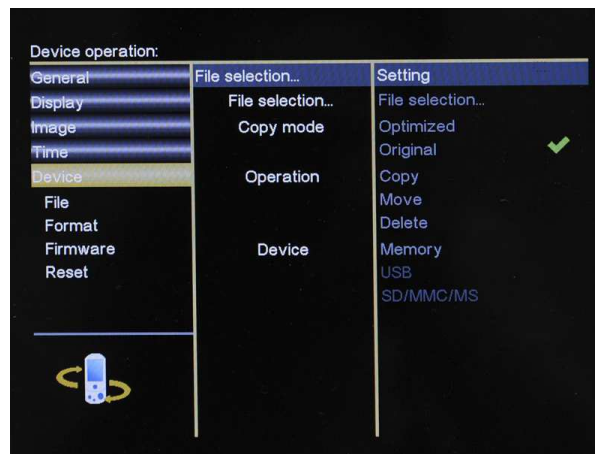 Device operation:
General
Display
Image
Time
Device
File
Format
Firmware
Reset
File selection...
File selection...
Copy mode
Operation
Device
Setting
File selection...
Optimized
Original
Copy
Move
Delete
Memory
USB
SD/MMC/MS